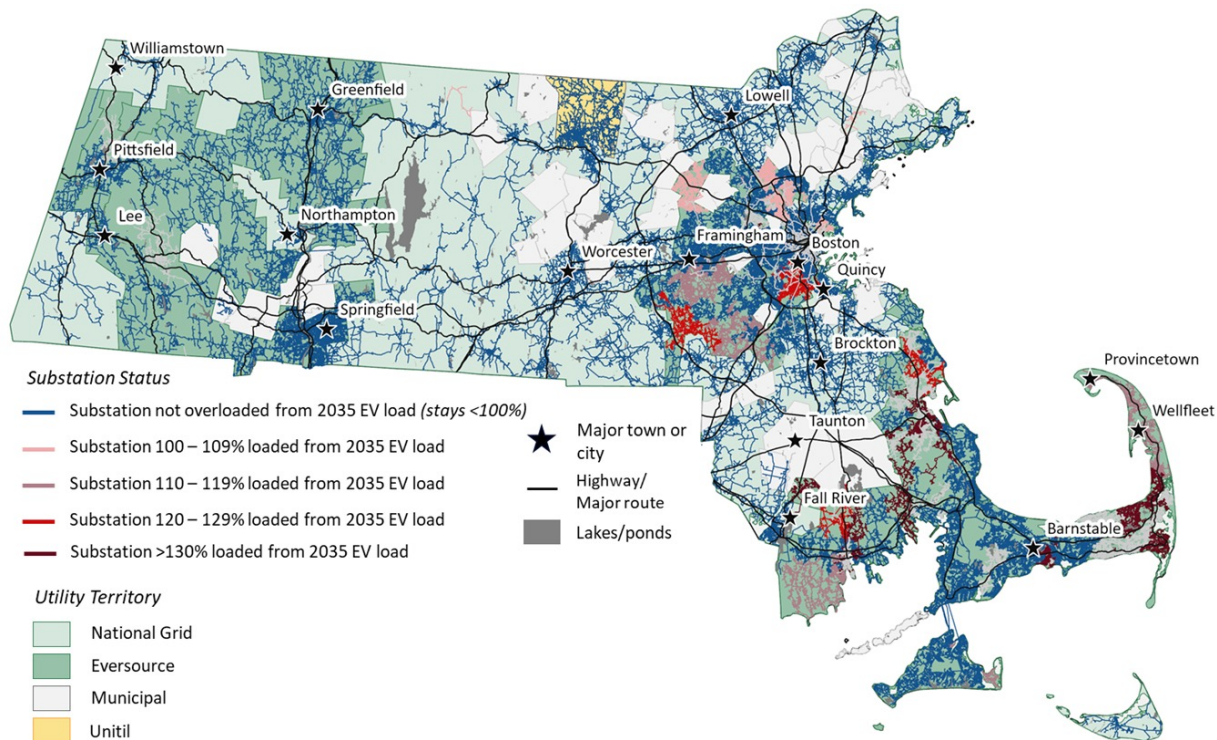 Williamstown
Greenfield
Lowell
Pittsfield
Lee
Northampton
Framingham
Boston
Worcester
Quincy
Springfield
Brockton
Provincetown
Wellfleet
Taunton
Fall River
Barnstable
Substation Status
Substation not overloaded from 2035 EV load (stays <100%)
Substation 100 – 109% loaded from 2035 EV load
Substation 110 – 119% loaded from 2035 EV load
Substation 120 – 129% loaded from 2035 EV load
Substation >130% loaded from 2035 EV load
Major town or
city
Highway/
Major route
Lakes/ponds
Utility Territory
National Grid
Eversource
Municipal
Unitil